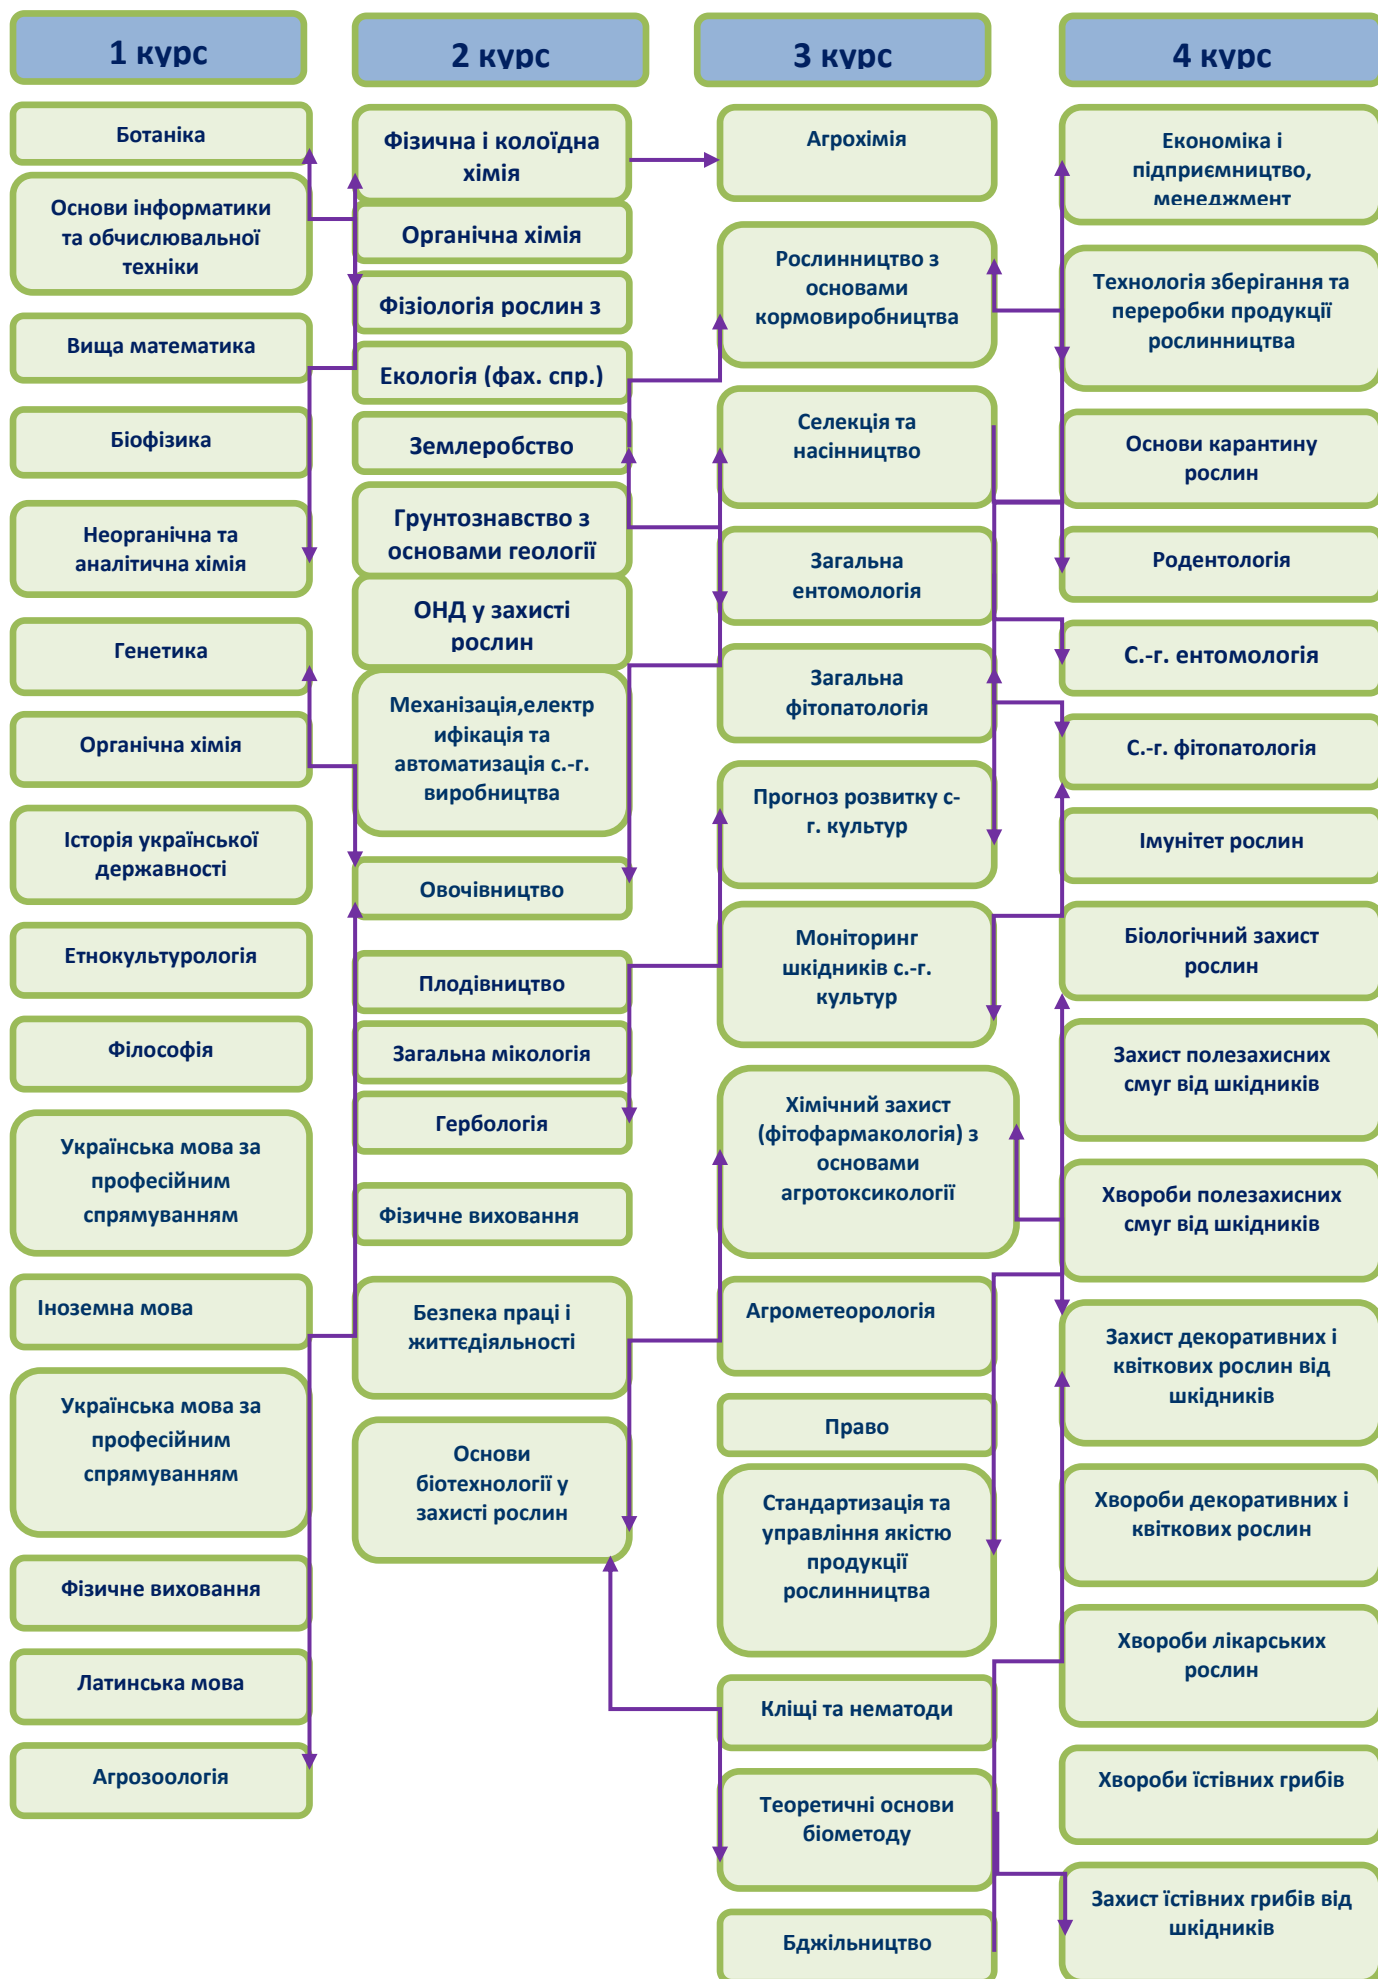 1 курс
Ботаніка
Основи інформатики
та обчислювальної
техніки
Вища математика
Біофізика
Неорганічна та
аналітична хімія
Генетика
Органічна хімія
Історія української
державності
Етнокультурологія
Філософія
Українська мова за
професійним
спрямуванням
Іноземна мова
Українська мова за
професійним
спрямуванням
Фізичне виховання
Латинська мова
Агрозоологія
2 курс
Фізична і колоїдна
хімія
Органічна хімія
Фізіологія рослин з
Екологія (фах. спр.)
Землеробство
Грунтознавство з
основами геології
ОНД у захисті
рослин
Механізація,електр
ифікація та
автоматизація с.-г.
виробництва
Овочівництво
Плодівництво
Загальна мікологія
Гербологія
Фізичне виховання
Безпека праці і
життєдіяльності
Основи
біотехнології у
захисті рослин
3 курс
Агрохімія
Рослинництво з
основами
кормовиробництва
Селекція та
насінництво
Загальна
ентомологія
Загальна
фітопатологія
Прогноз розвитку с-
г. культур
Моніторинг
шкідників с.-г.
культур
Хімічний захист
(фітофармакологія) з
основами
агротоксикології
Агрометеорологія
Право
Стандартизація та
управління якістю
продукції
рослинництва
Кліщі та нематоди
Теоретичні основи
біометоду
Бджільництво
4 курс
Економіка і
підприємництво,
менеджмент
Технологія зберігання та
переробки продукції
рослинництва
Основи карантину
рослин
Родентологія
С.-г. ентомологія
С.-г. фітопатологія
Імунітет рослин
Біологічний захист
рослин
Захист полезахисних
смуг від шкідників
Хвороби полезахисних
смуг від шкідників
Захист декоративних і
квіткових рослин від
шкідників
Хвороби декоративних і
квіткових рослин
Хвороби лікарських
рослин
Хвороби їстівних грибів
Захист їстівних грибів від
шкідників